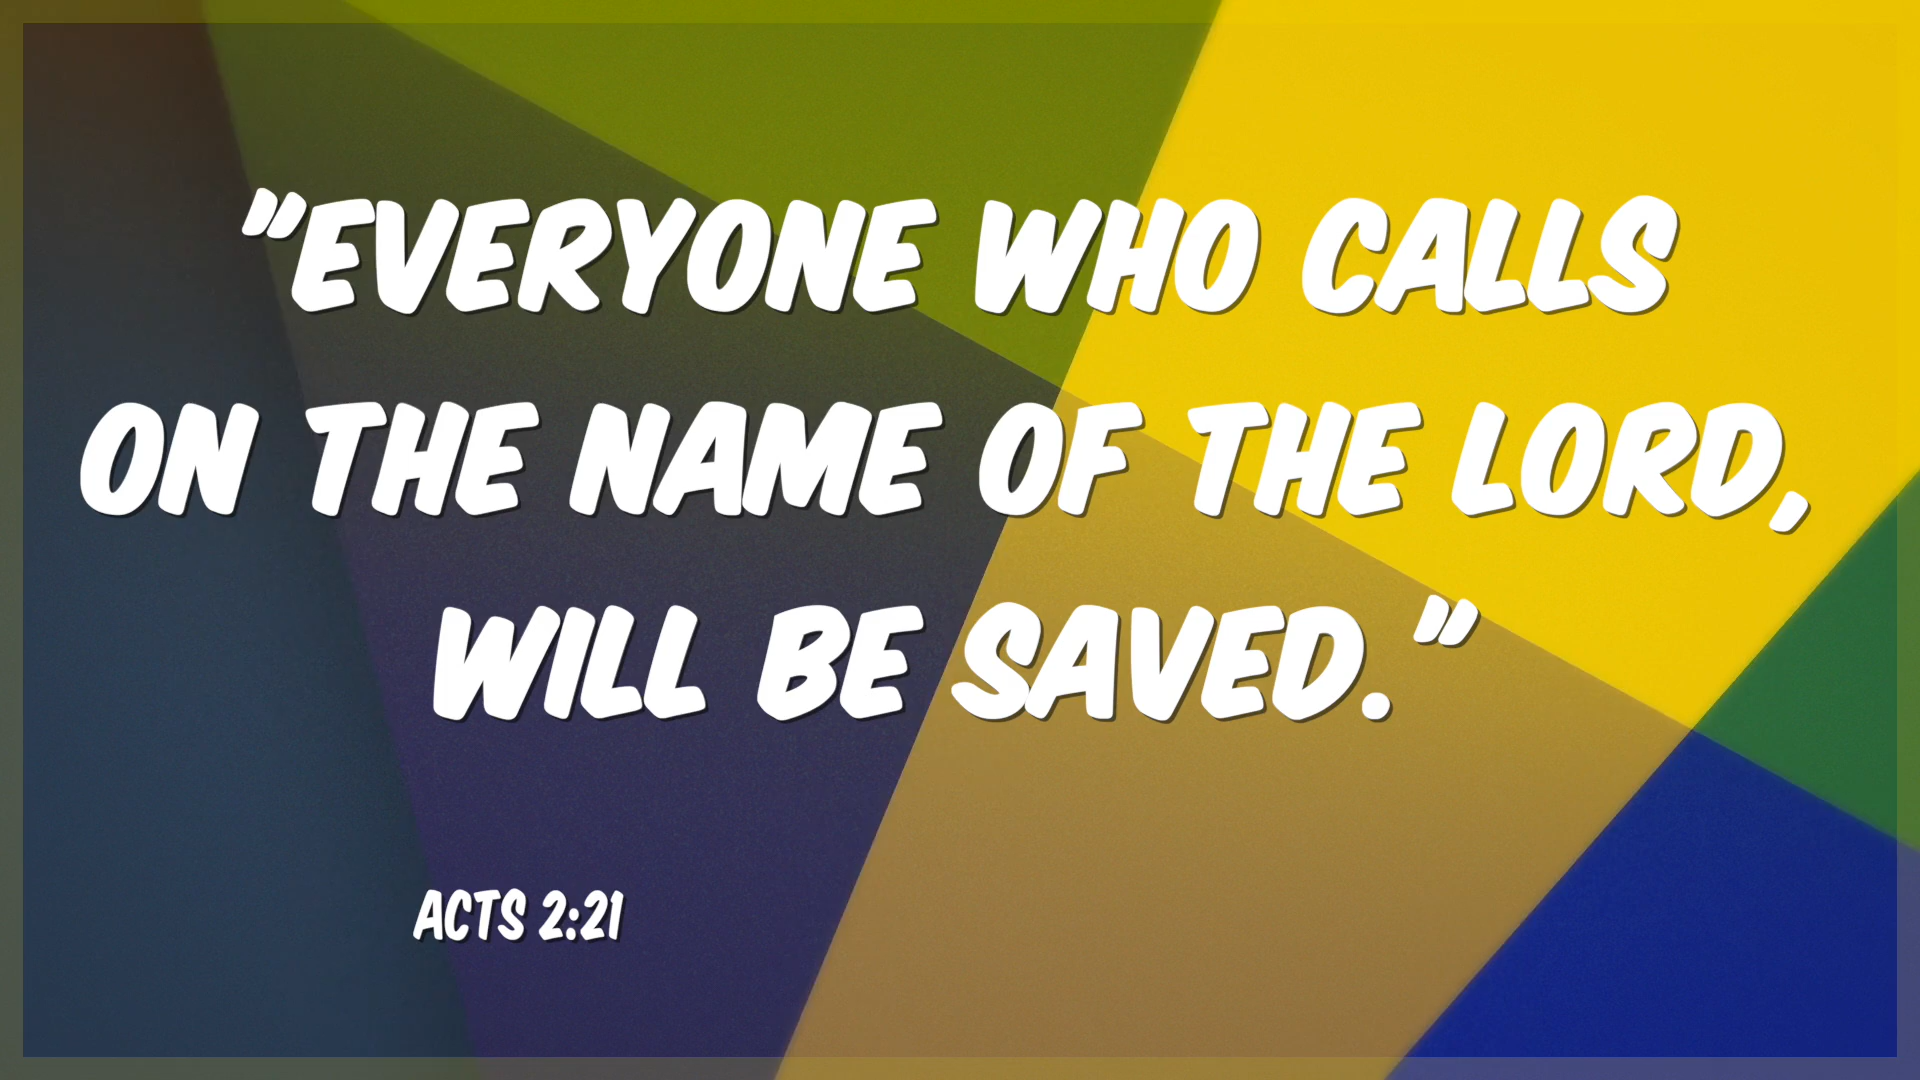 "EVERYONE WHO CALLS
ON THE NAME OF THE LORD,
WILL BE SAVED."
ACTS 2:21